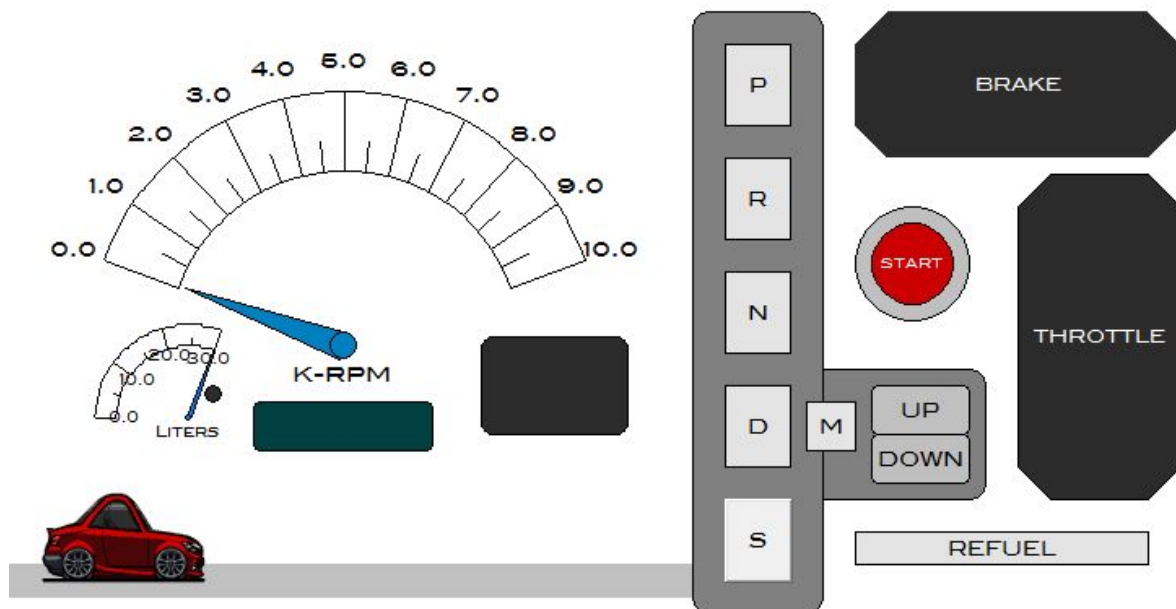 0.0
1.0
2.0
3.0
4.0
5.0
6.0
7.0
8.0
9.0
10.0
K-RPM
0.0
10.0
20.0
30.0
LITERS
P
R
N
D
S
M
UP
DOWN
BRAKE
START
THROTTLE
REFUEL